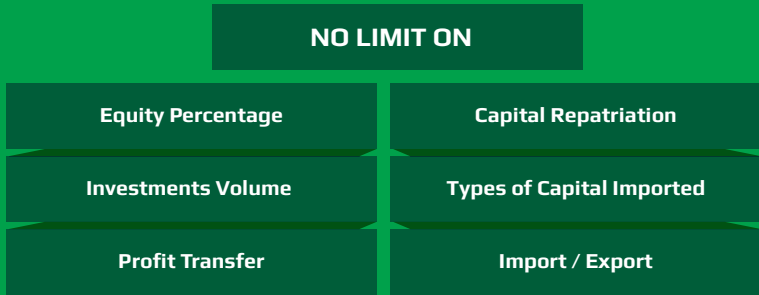 NO LIMIT ON
Equity Percentage
Capital Repatriation
Investments Volume
Types of Capital Imported
Profit Transfer
Import / Export